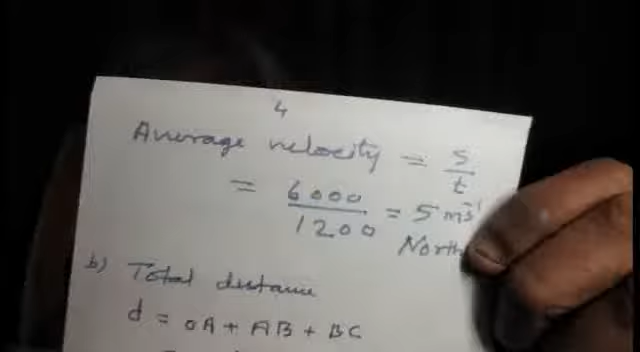 4
Average velocity = s/t
= 6000/1200 = 5 ms⁻¹
North
b) Total distance
d = OA + AB + BC